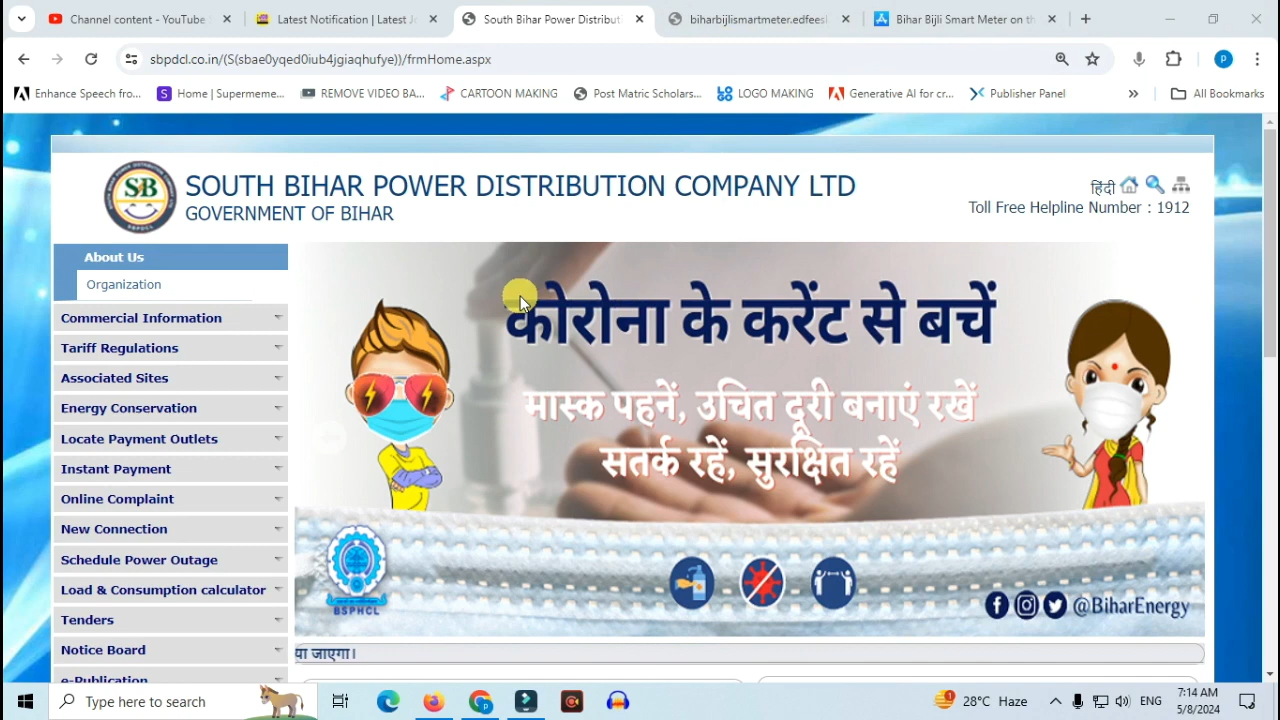 Channel content - YouTube
Latest Notification | Latest Jo
South Bihar Power Distributi
biharbijlismartmeter.edfeesl
Bihar Bijli Smart Meter on th
sbpdcl.co.in/(S(sbae0yqed0iub4jgiaqhufye))/frmHome.aspx
P
Enhance Speech fro...
Home | Supermeme...
REMOVE VIDEO BA...
CARTOON MAKING
Post Matric Scholars...
LOGO MAKING
Generative AI for cr...
Publisher Panel
All Bookmarks
SB
SBPDCL
SOUTH BIHAR POWER DISTRIBUTION COMPANY LTD
GOVERNMENT OF BIHAR
हिंदी
Toll Free Helpline Number : 1912
About Us
Organization
Commercial Information
Tariff Regulations
Associated Sites
Energy Conservation
Locate Payment Outlets
Instant Payment
Online Complaint
New Connection
Schedule Power Outage
Load & Consumption calculator
Tenders
Notice Board
e-Publication
कोरोना के करेंट से बचें
मास्क पहनें, उचित दूरी बनाएं रखें
सतर्क रहें, सुरक्षित रहें
BSPHCL
@BiharEnergy
या जाएगा।
Type here to search
1
28°C Haze
ENG
7:14 AM
5/8/2024